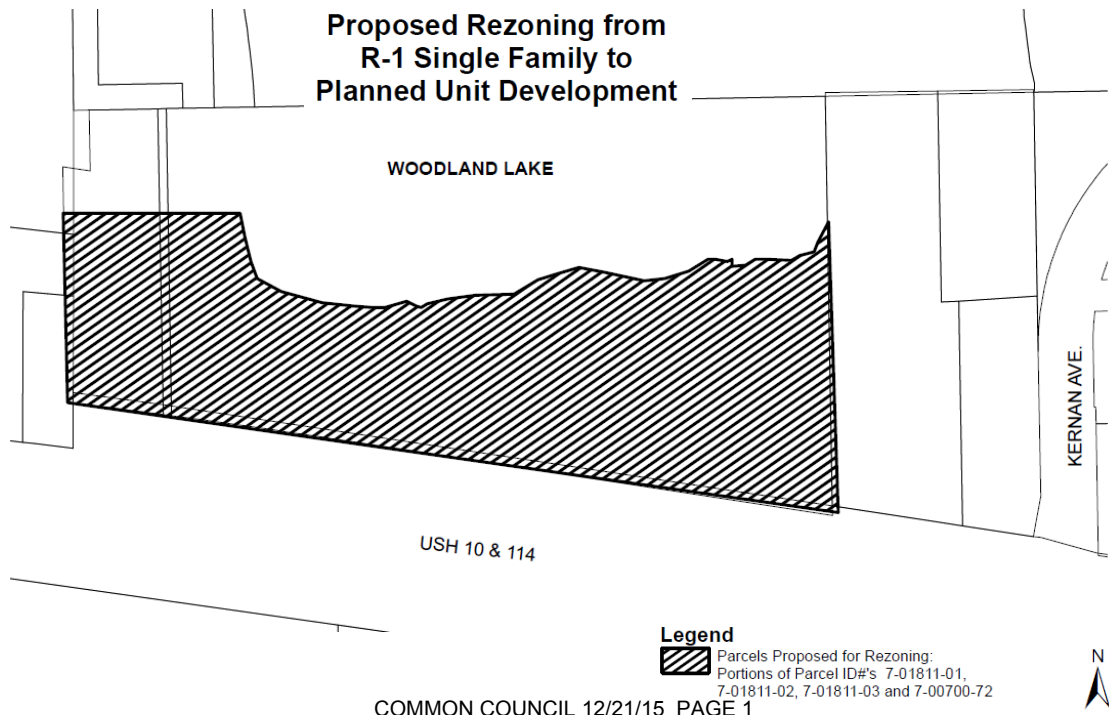 Proposed Rezoning from
R-1 Single Family to
Planned Unit Development
WOODLAND LAKE
KERNAN AVE.
USH 10 & 114
Legend
Parcels Proposed for Rezoning:
Portions of Parcel ID#'s 7-01811-01,
7-01811-02, 7-01811-03 and 7-00700-72
N
COMMON COUNCIL 12/21/15 PAGE 1